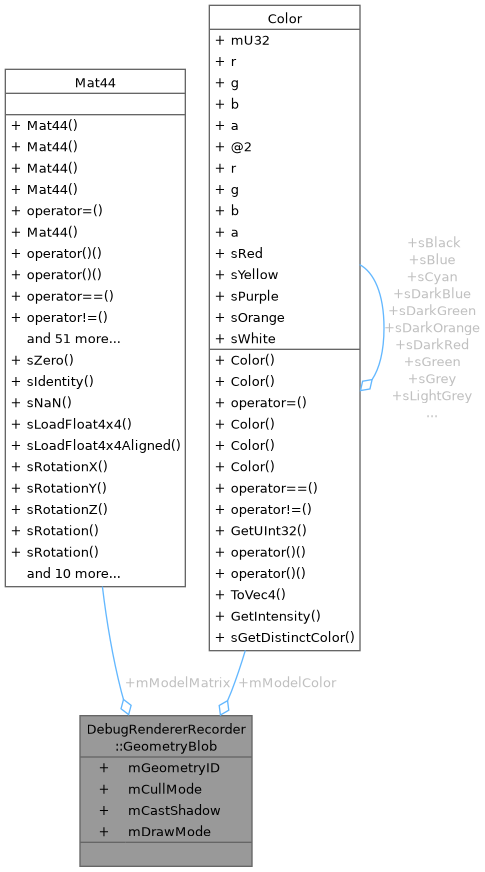 Mat44
+ Mat44()
+ Mat44()
+ Mat44()
+ Mat44()
+ operator=()
+ Mat44()
+ operator()()
+ operator()()
+ operator==()
+ operator!=()
and 51 more...
+ sZero()
+ sIdentity()
+ sNaN()
+ sLoadFloat4x4()
+ sLoadFloat4x4Aligned()
+ sRotationX()
+ sRotationY()
+ sRotationZ()
+ sRotation()
+ sRotation()
and 10 more...
Color
+ mU32
+ r
+ g
+ b
+ a
+ @2
+ r
+ g
+ b
+ a
+ sRed
+ sYellow
+ sPurple
+ sOrange
+ sWhite
+ Color()
+ Color()
+ operator=()
+ Color()
+ Color()
+ Color()
+ operator==()
+ operator!=()
+ GetUInt32()
+ operator()()
+ operator()()
+ ToVec4()
+ GetIntensity()
+ sGetDistinctColor()
+sBlack
+sBlue
+sCyan
+sDarkBlue
+sDarkGreen
+sDarkOrange
+sDarkRed
+sGreen
+sGrey
+sLightGrey
...
+mModelMatrix
+mModelColor
DebugRendererRecorder
::GeometryBlob
+ mGeometryID
+ mCullMode
+ mCastShadow
+ mDrawMode